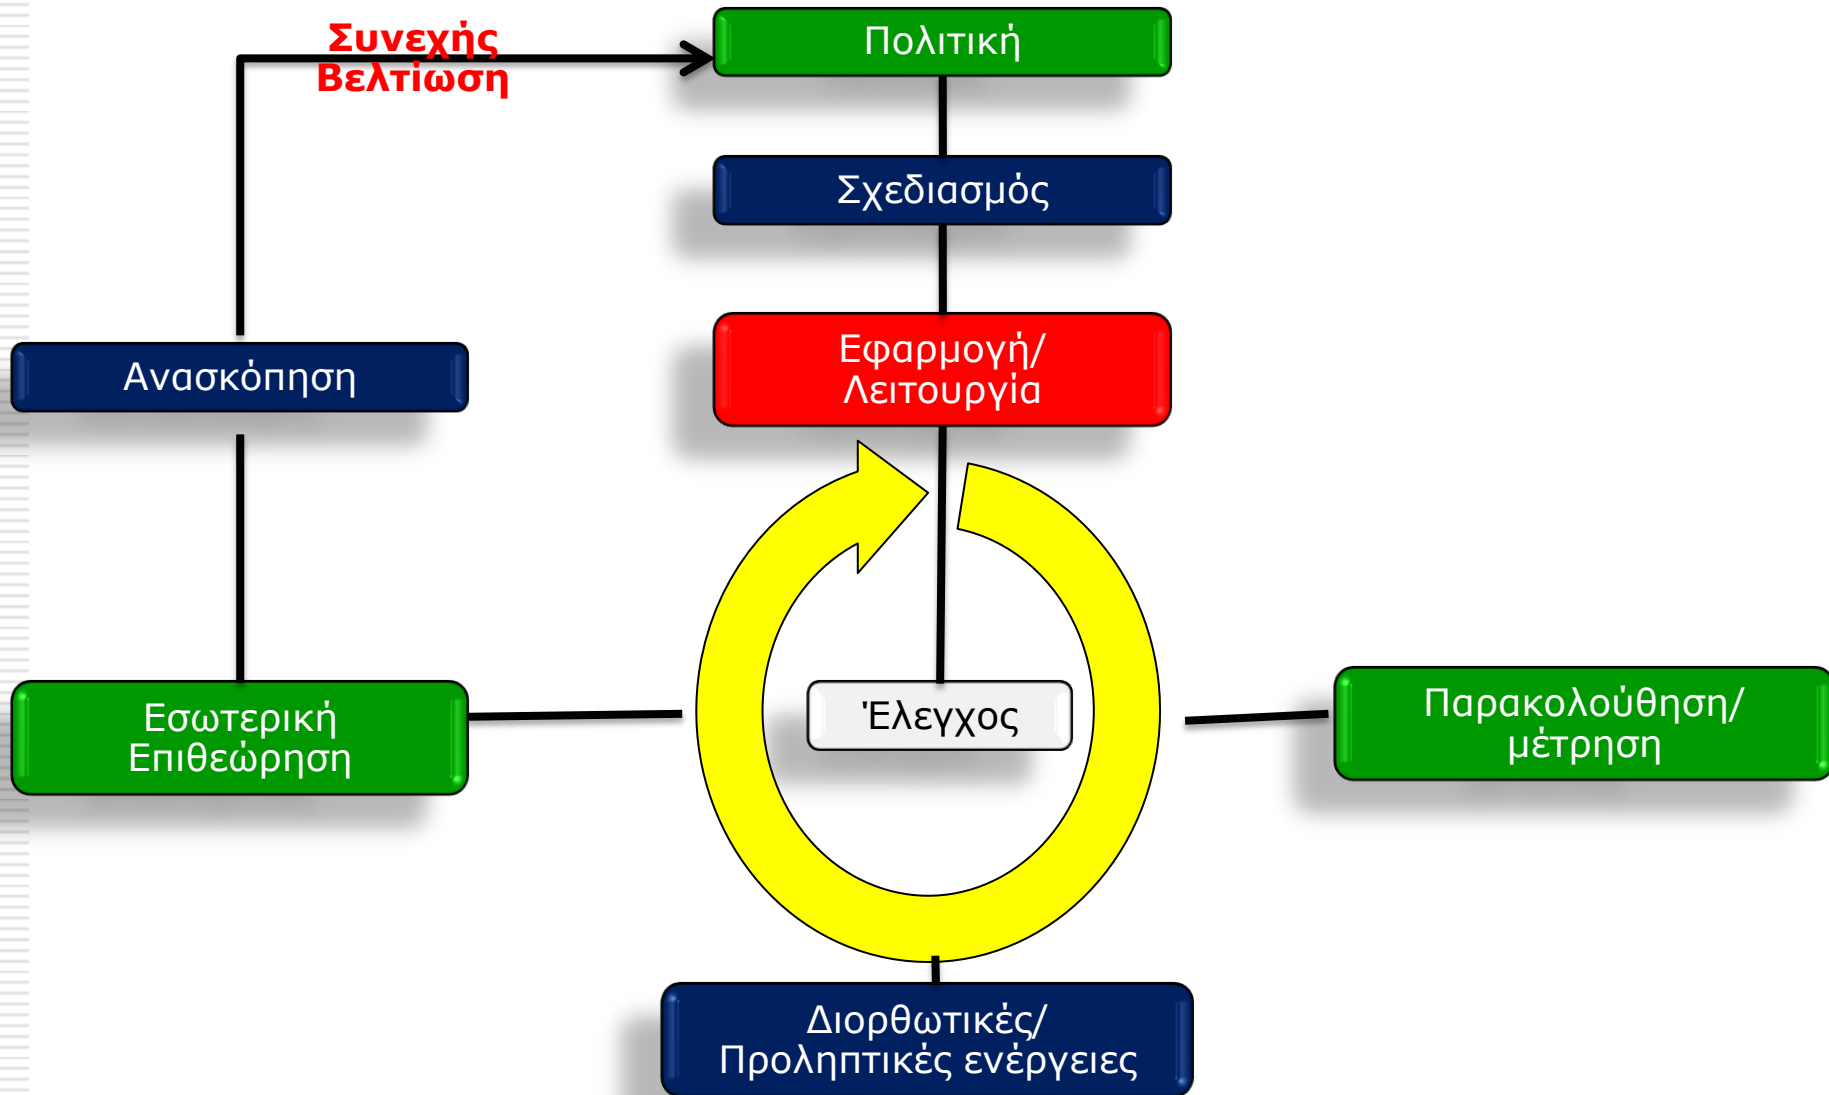 Συνεχής
Βελτίωση
Πολιτική
Σχεδιασμός
Εφαρμογή/
Λειτουργία
Ανασκόπηση
Εσωτερική
Επιθεώρηση
Έλεγχος
Παρακολούθηση/
μέτρηση
Διορθωτικές/
Προληπτικές ενέργειες